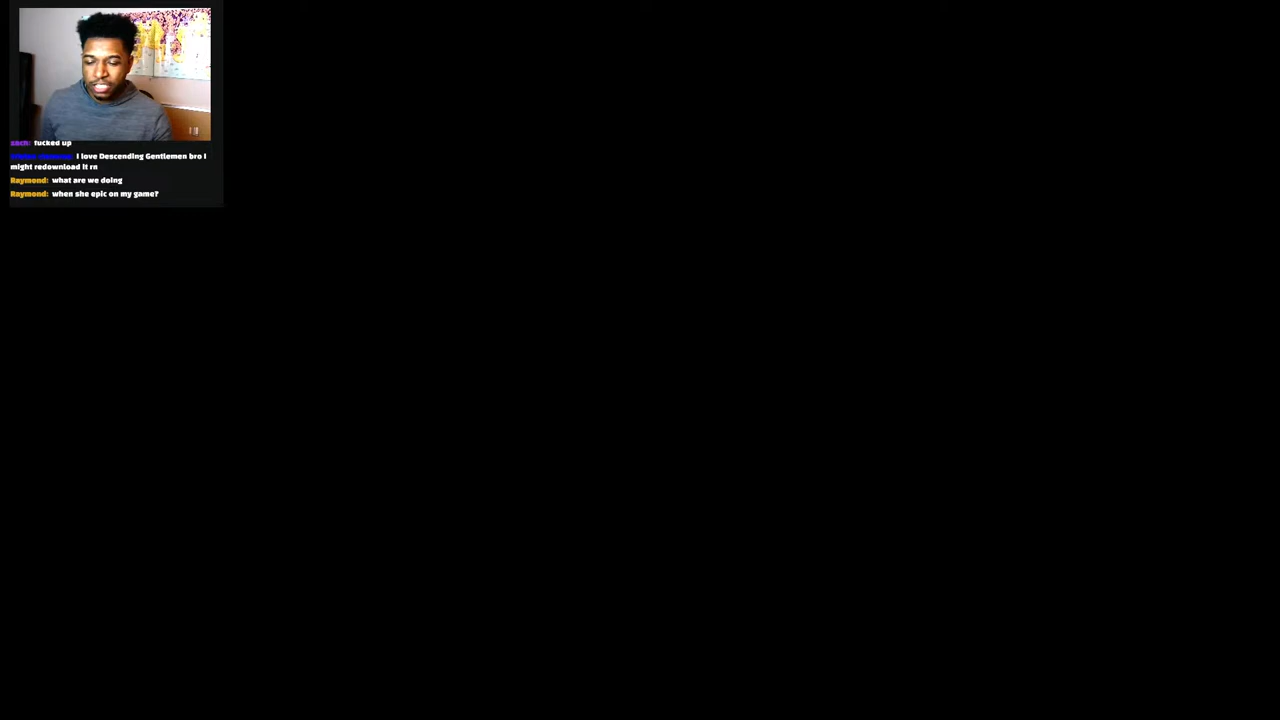 zach: fucked up
I love Descending Gentlemen bro I
might redownload it rn
Raymond: what are we doing
Raymond: when she epic on my game?